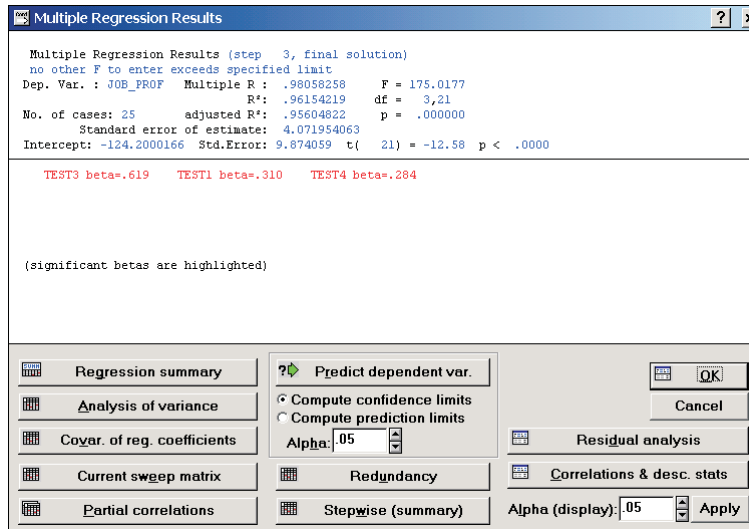 Multiple Regression Results
Multiple Regression Results (step 3, final solution)
no other F to enter exceeds specified limit
Dep. Var. : JOB_PROF Multiple R : .98058258 F = 175.0177
R²: .96154219 df = 3,21
No. of cases: 25 adjusted R²: .95604822 p = .000000
Standard error of estimate: 4.071954063
Intercept: -124.2000166 Std.Error: 9.874059 t( 21) = -12.58 p < .0000
TEST3 beta=.619 TEST1 beta=.310 TEST4 beta=.284
(significant betas are highlighted)
Regression summary
Analysis of variance
Covar. of reg. coefficients
Current sweep matrix
Partial correlations
Predict dependent var.
Compute confidence limits
Compute prediction limits
Alpha: .05
Redundancy
Stepwise (summary)
OK
Cancel
Residual analysis
Correlations & desc. stats
Alpha (display): .05 Apply